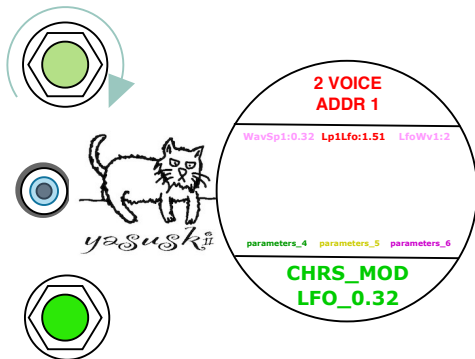 2 VOICE
ADDR 1
WavSp1:0.32 Lp1Lfo:1.51 LfoWv1:2
yasuski
parameters_4 parameters_5 parameters_6
CHRS_MOD
LFO_0.32